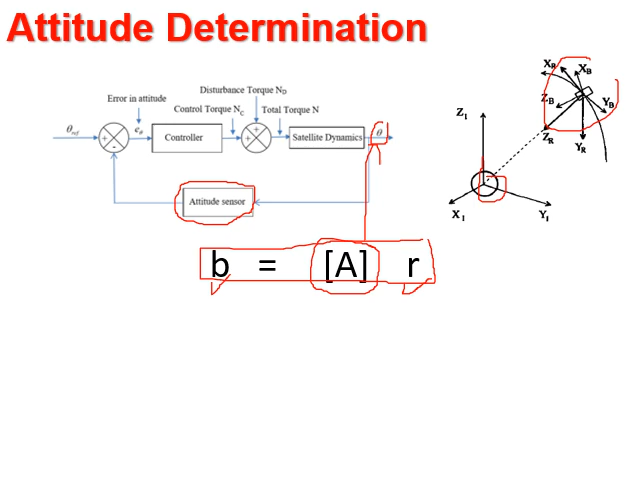 Attitude Determination
Disturbance Torque N_D
Error in attitude
Control Torque N_C
Total Torque N
θ_ref
+
-
e_θ
Controller
+
+
Satellite Dynamics
θ
Attitude sensor
b = [A] r
X_R
X_B
Z_B
Y_B
Z_R
Y_R
Z_I
X_I
Y_I